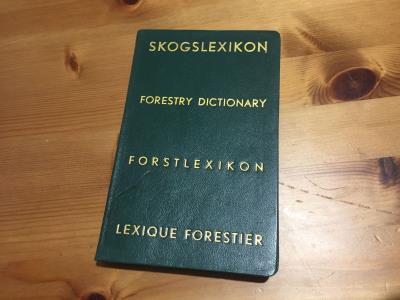 SKOGSLEXIKON
FORESTRY DICTIONARY
FORSTLEXIKON
LEXIQUE FORESTIER